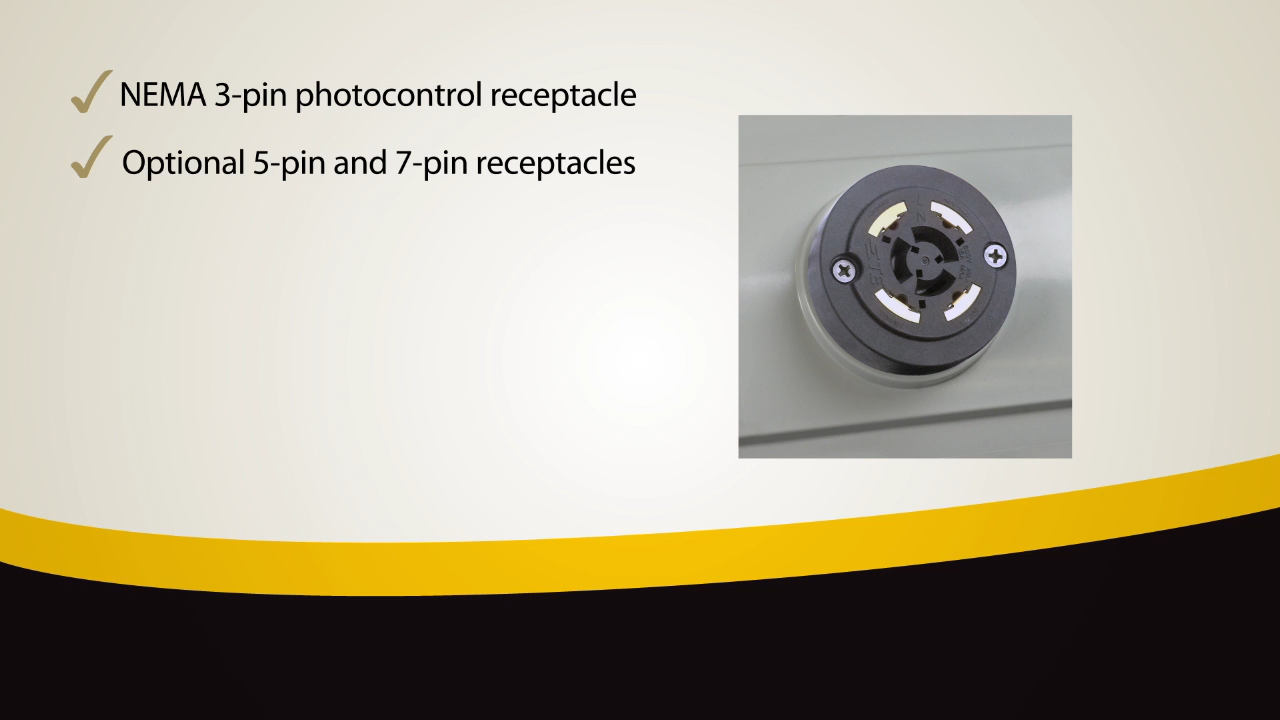 NEMA 3-pin photocontrol receptacle
Optional 5-pin and 7-pin receptacles
N